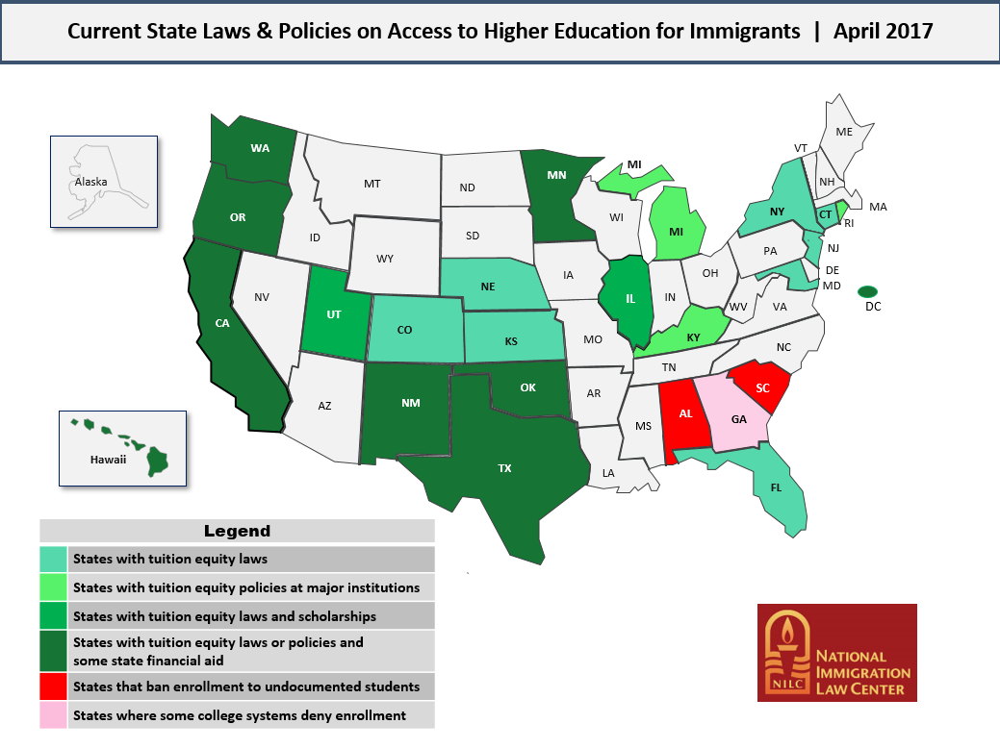 Current State Laws & Policies on Access to Higher Education for Immigrants | April 2017
Alaska
WA
OR
CA
ID
NV
MT
WY
UT
AZ
CO
NM
ND
SD
NE
KS
OK
TX
MN
IA
MO
AR
LA
WI
IL
MI
MI
IN
OH
KY
TN
MS
AL
GA
FL
SC
NC
VA
WV
PA
NY
VT
NH
ME
MA
CT
RI
NJ
DE
MD
DC
Hawaii
Legend
States with tuition equity laws
States with tuition equity policies at major institutions
States with tuition equity laws and scholarships
States with tuition equity laws or policies and
some state financial aid
States that ban enrollment to undocumented students
States where some college systems deny enrollment
NILC
NATIONAL
IMMIGRATION
LAW CENTER